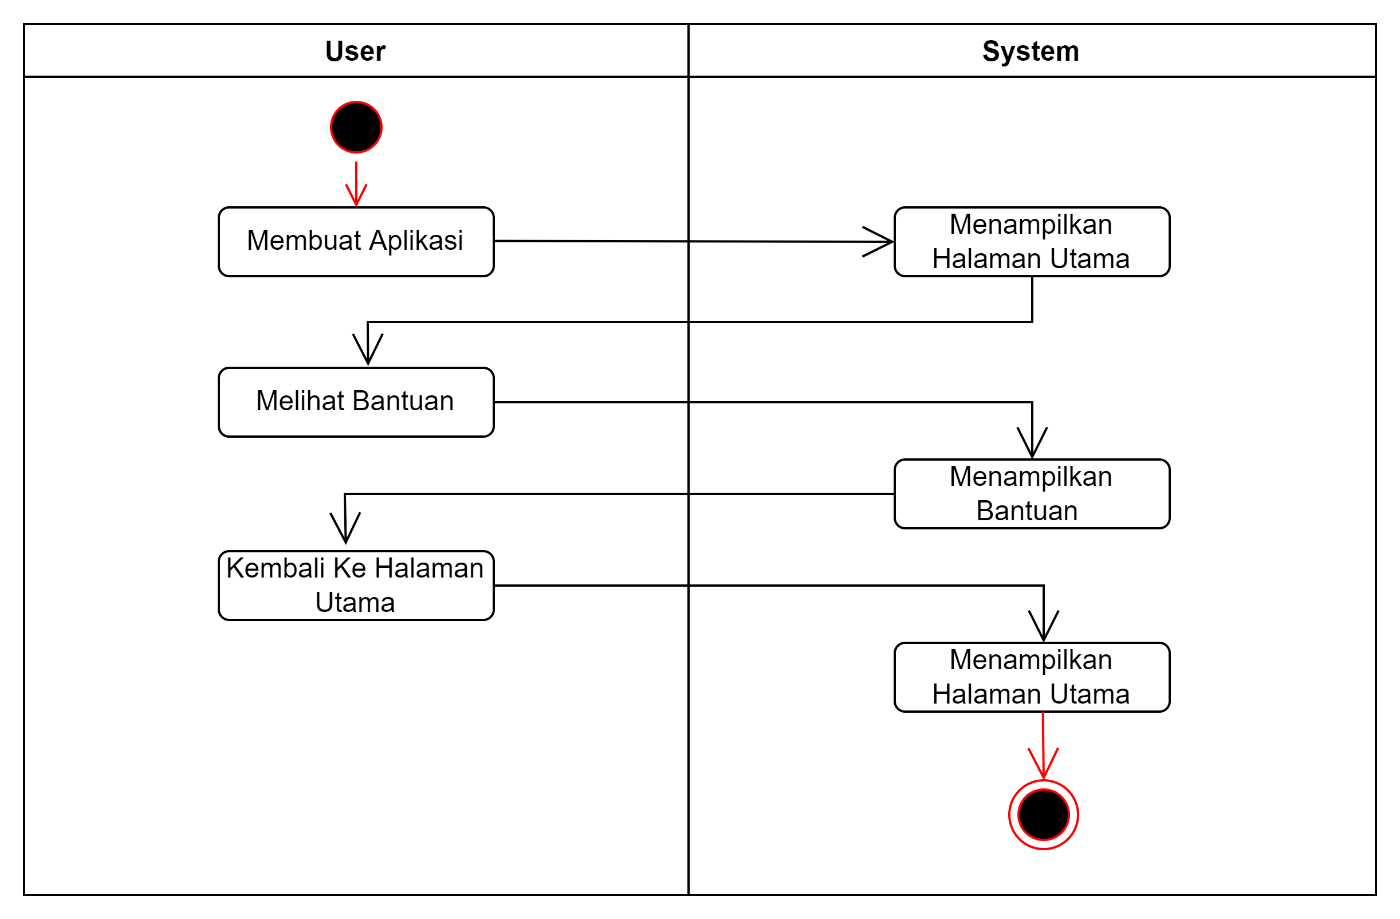 User
System
Membuat Aplikasi
Menampilkan
Halaman Utama
Melihat Bantuan
Menampilkan
Bantuan
Kembali Ke Halaman
Utama
Menampilkan
Halaman Utama